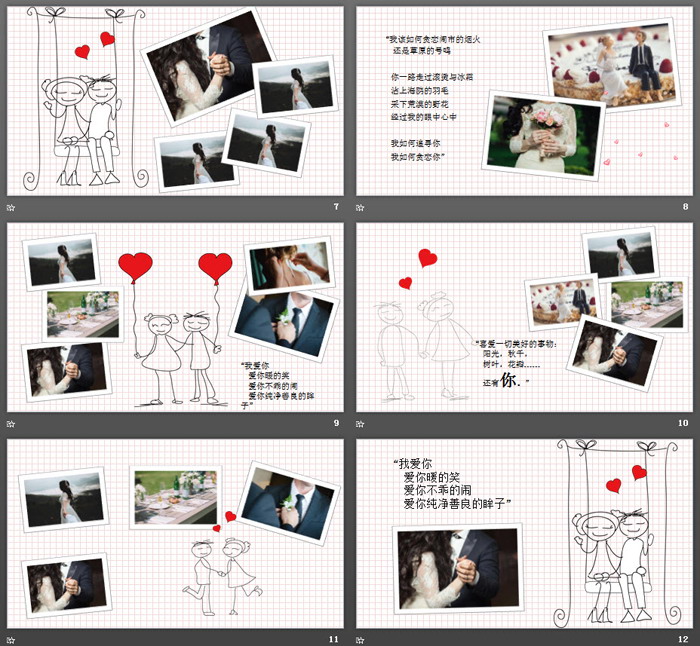 7
“我该如何贪恋闹市的烟火
还是草原的号鸣
你一路走过滚烫与冰霜
沾上海鸥的羽毛
采下荒漠的野花
经过我的眼中心中
我如何追寻你
我如何贪恋你”
8
“我爱你
爱你暖的笑
爱你不乖的闹
爱你纯净善良的眸
子”
9
“喜爱一切美好的事物：
阳光，秋千，
树叶，花瓣……
还有你。”
10
11
“我爱你
爱你暖的笑
爱你不乖的闹
爱你纯净善良的眸子”
12